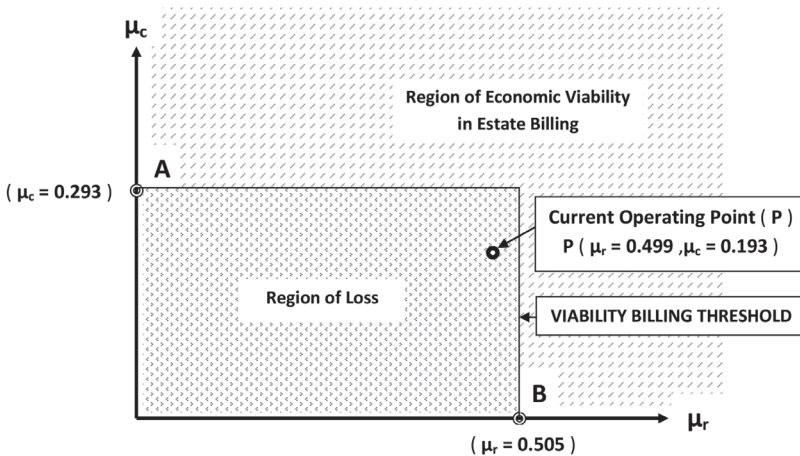 μc
Region of Economic Viability
in Estate Billing
A
( μc = 0.293 )
Current Operating Point ( P )
P ( μr = 0.499 ,μc = 0.193 )
Region of Loss
VIABILITY BILLING THRESHOLD
B
μr
( μr = 0.505 )